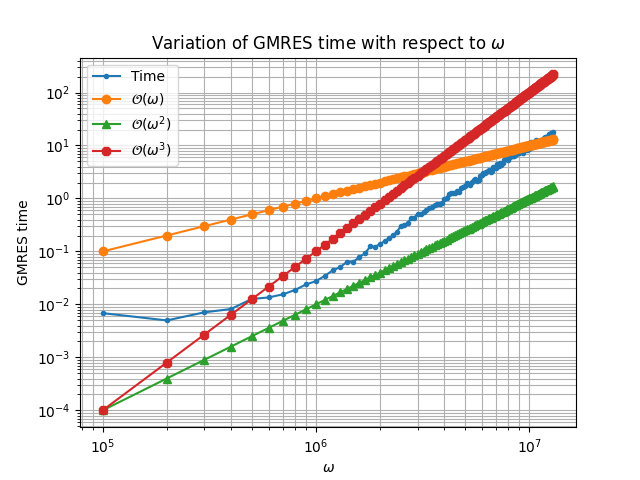 Variation of GMRES time with respect to ω
Time
𝒪(ω)
𝒪(ω²)
𝒪(ω³)
GMRES time
10²
10¹
10⁰
10⁻¹
10⁻²
10⁻³
10⁻⁴
10⁵ 10⁶ 10⁷
ω